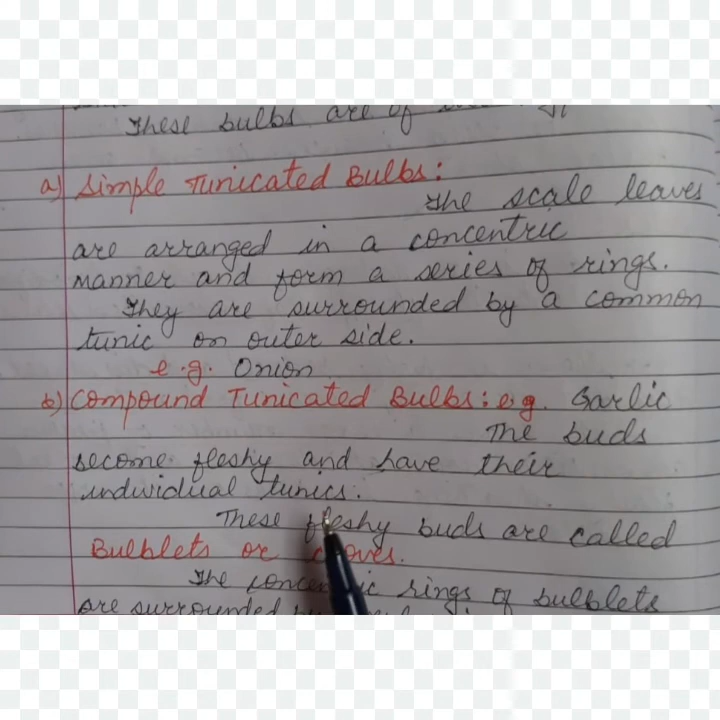 These bulbs are of
a) Simple Tunicated Bulbs:
The scale leaves
are arranged in a concentric
manner and form a series of rings.
They are surrounded by a common
tunic on outer side.
e.g. Onion
b) Compound Tunicated Bulbs: e.g. Garlic
The buds
become fleshy and have their
individual tunics.
These fleshy buds are called
Bulblets or cloves.
The concentric rings of bulblets
are surrounded